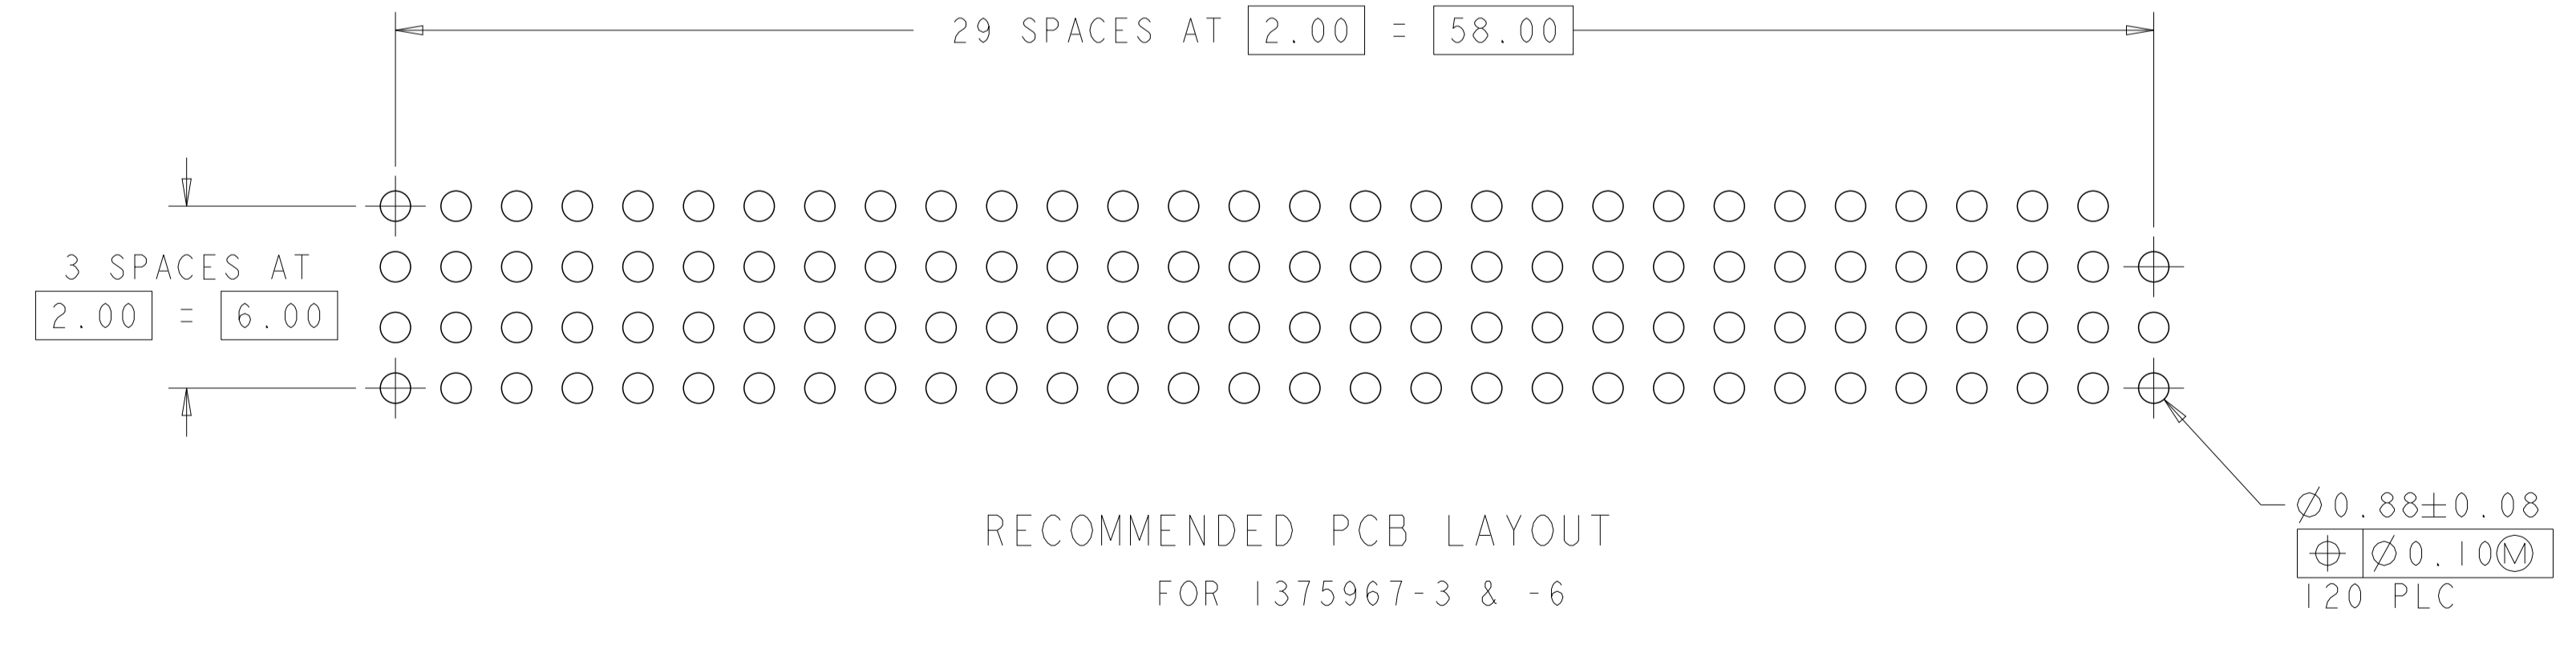 29 SPACES AT 2.00 = 58.00
3 SPACES AT
2.00 = 6.00
RECOMMENDED PCB LAYOUT
FOR 1375967-3 & -6
⌀0.88±0.08
⌖ ⌀0.10Ⓜ
120 PLC